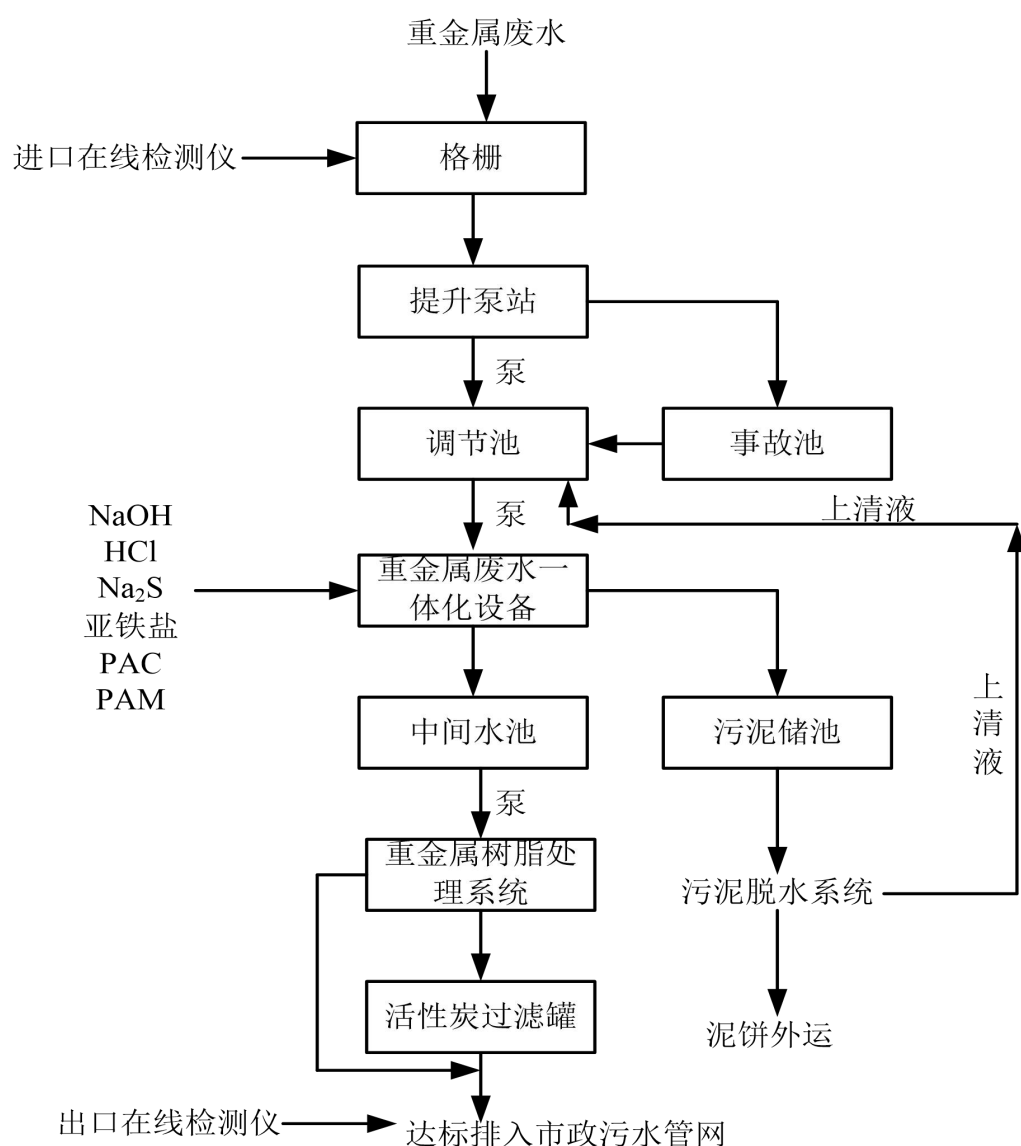 重金属废水
进口在线检测仪
格栅
提升泵站
泵
调节池
事故池
泵
上清液
NaOH
HCl
Na₂S
亚铁盐
PAC
PAM
重金属废水一
体化设备
中间水池
污泥储池
上
清
液
泵
重金属树脂处
理系统
污泥脱水系统
活性炭过滤罐
泥饼外运
出口在线检测仪
达标排入市政污水管网